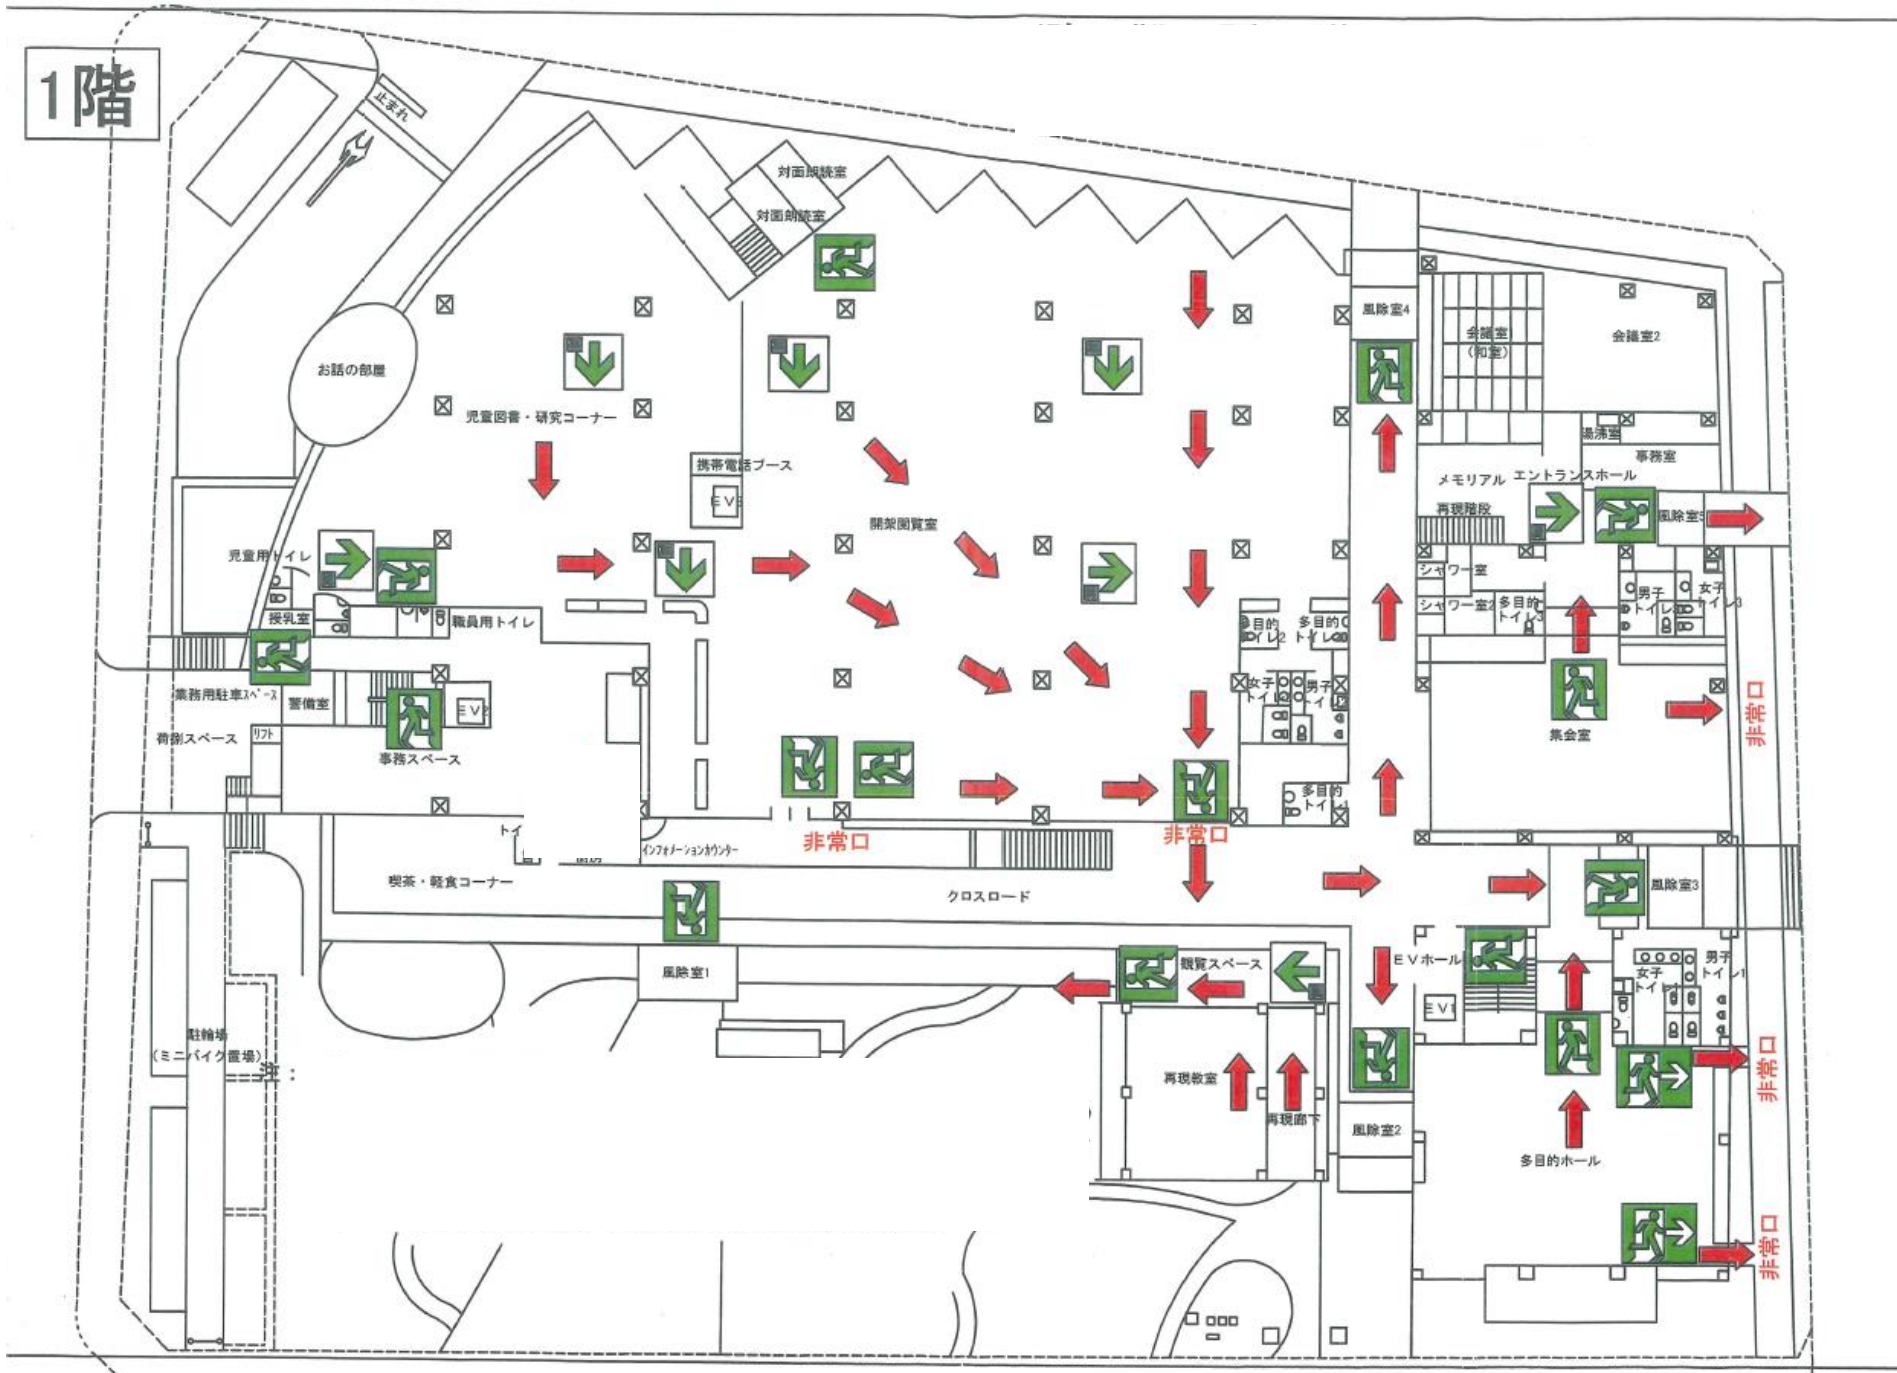 1階
止まれ
対面朗読室
対面朗読室
風除室4
会議室1
(和室)
会議室2
お話の部屋
児童図書・研究コーナー
湯沸室
事務室
携帯電話ブース
EV3
メモリアル
エントランスホール
再現階段
風除室5
開架閲覧室
児童用トイレ
シャワー室
シャワー室2
多目的
トイレ3
男子
トイレ3
女子
トイレ3
授乳室
職員用トイレ
多目的
トイレ2
多目的
トイレ
業務用駐車スペース
警備室
EV2
女子
トイレ
男子
トイレ
非常口
荷捌スペース
リフト
事務スペース
集会室
多目的
トイレ1
トイ
インフォメーションカウンター
非常口
非常口
喫茶・軽食コーナー
クロスロード
風除室3
風除室1
観覧スペース
EVホール
女子
トイレ1
男子
トイレ1
EV1
駐輪場
(ミニバイク置場)
再現教室
再現廊下
風除室2
非常口
多目的ホール
非常口